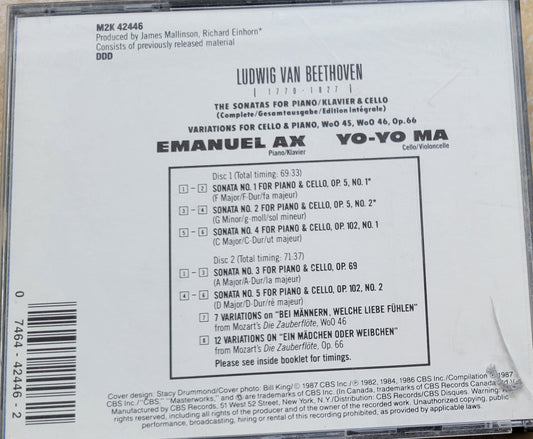 M2K 42446
Produced by James Mallinson, Richard Einhorn*
Consists of previously released material
DDD
LUDWIG VAN BEETHOVEN
[ 1770 - 1827 ]
THE SONATAS FOR PIANO/KLAVIER & CELLO
(Complete/Gesamtausgabe/Edition intégrale)
VARIATIONS FOR CELLO & PIANO, WoO 45, WoO 46, Op.66
EMANUEL AX YO-YO MA
Piano/Klavier Cello/Violoncelle
Disc 1 (Total timing: 69:33)
1 - 2 SONATA NO. 1 FOR PIANO & CELLO, OP. 5, NO. 1*
(F Major/F-Dur/fa majeur)
3 - 4 SONATA NO. 2 FOR PIANO & CELLO, OP. 5, NO. 2*
(G Minor/g-moll/sol mineur)
5 - 6 SONATA NO. 4 FOR PIANO & CELLO, OP. 102, NO. 1
(C Major/C-Dur/ut majeur)
Disc 2 (Total timing: 71:37)
1 - 3 SONATA NO. 3 FOR PIANO & CELLO, OP. 69
(A Major/A-Dur/la majeur)
4 - 6 SONATA NO. 5 FOR PIANO & CELLO, OP. 102, NO. 2
(D Major/D-Dur/ré majeur)
7 7 VARIATIONS on "BEI MÄNNERN, WELCHE LIEBE FÜHLEN"
from Mozart's Die Zauberflöte, WoO 46
8 12 VARIATIONS on "EIN MÄDCHEN ODER WEIBCHEN"
from Mozart's Die Zauberflöte, Op. 66
Please see inside booklet for timings.
0 7464-42446-2
Cover design: Stacy Drummond/Cover photo: Bill King/© 1987 CBS Inc./℗ 1982, 1984, 1986 CBS Inc./Compilation ℗ 1987
CBS Inc./"CBS," "Masterworks," and are trademarks of CBS Inc. (In Canada, trademarks of CBS Records Canada
Manufactured by CBS Records, 51 West 52 Street, New York, N.Y./Distribution: CBS Records/CBS Disques. Warning:
rights reserved, including all rights of the producer and of the owner of the recorded work. Unauthorized copying, public
performance, broadcasting, hiring or rental of this recording prohibited, as provided by applicable laws.